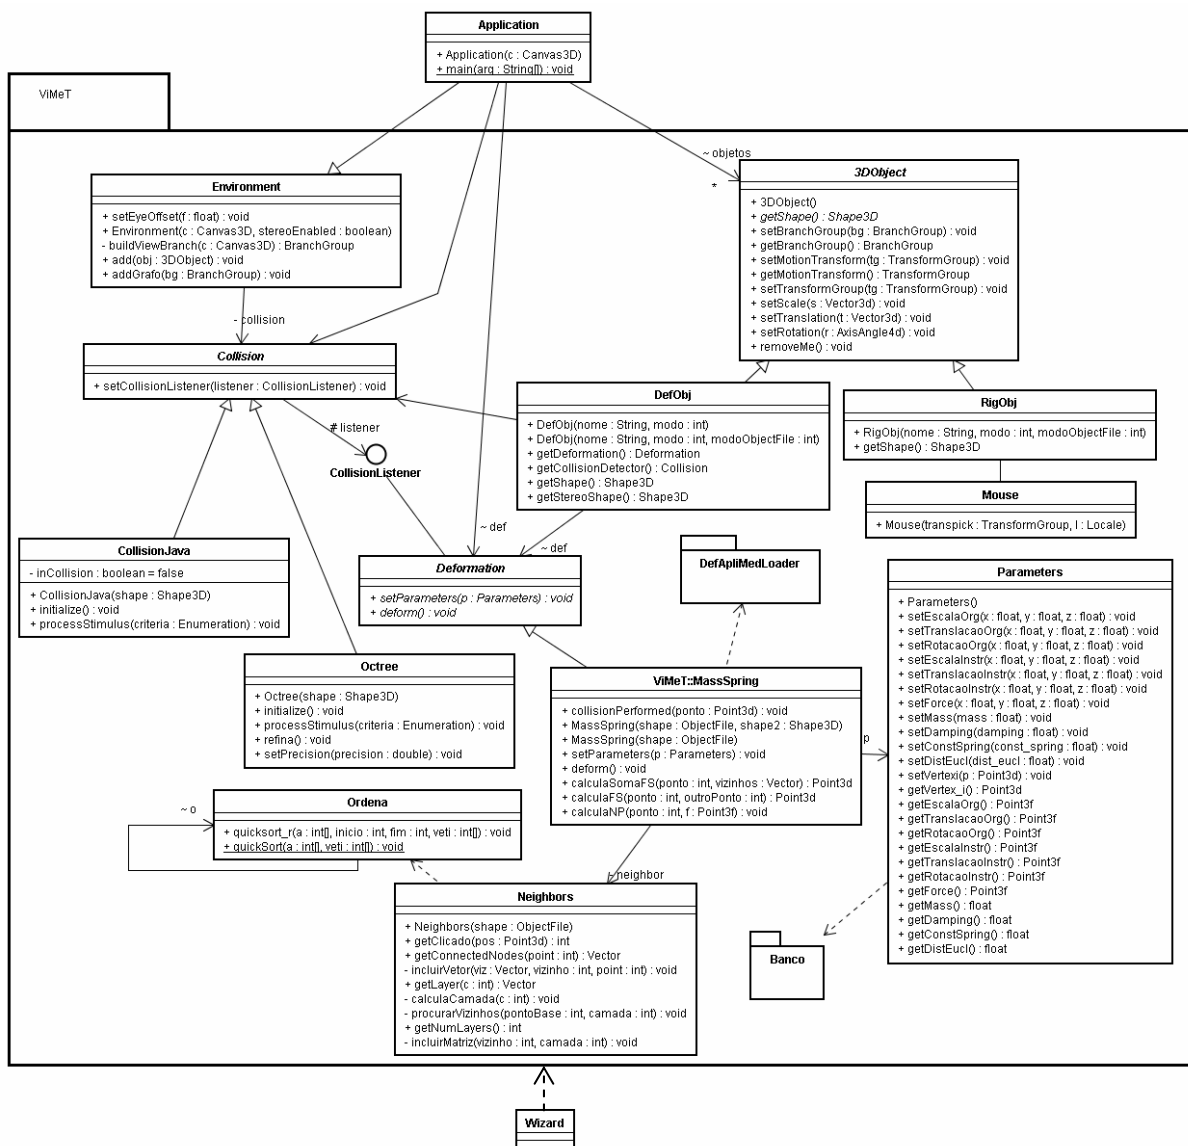 Application
+ Application(c : Canvas3D)
+ main(arg : String[]) : void
ViMeT
~ objetos
*
Environment
+ setEyeOffset(f : float) : void
+ Environment(c : Canvas3D, stereoEnabled : boolean)
- buildViewBranch(c : Canvas3D) : BranchGroup
+ add(obj : 3DObject) : void
+ addGrafo(bg : BranchGroup) : void
3DObject
+ 3DObject()
+ getShape() : Shape3D
+ setBranchGroup(bg : BranchGroup) : void
+ getBranchGroup() : BranchGroup
+ setMotionTransform(tg : TransformGroup) : void
+ getMotionTransform() : TransformGroup
+ setTransformGroup(tg : TransformGroup) : void
+ setScale(s : Vector3d) : void
+ setTranslation(t : Vector3d) : void
+ setRotation(r : AxisAngle4d) : void
+ removeMe() : void
- collision
Collision
+ setCollisionListener(listener : CollisionListener) : void
# listener
CollisionListener
DefObj
+ DefObj(nome : String, modo : int)
+ DefObj(nome : String, modo : int, modoObjectFile : int)
+ getDeformation() : Deformation
+ getCollisionDetector() : Collision
+ getShape() : Shape3D
+ getStereoShape() : Shape3D
RigObj
+ RigObj(nome : String, modo : int, modoObjectFile : int)
+ getShape() : Shape3D
Mouse
+ Mouse(transpick : TransformGroup, l : Locale)
~ def
~ def
CollisionJava
- inCollision : boolean = false
+ CollisionJava(shape : Shape3D)
+ initialize() : void
+ processStimulus(criteria : Enumeration) : void
Deformation
+ setParameters(p : Parameters) : void
+ deform() : void
DefApliMedLoader
Parameters
+ Parameters()
+ setEscalaOrg(x : float, y : float, z : float) : void
+ setTranslacaoOrg(x : float, y : float, z : float) : void
+ setRotacaoOrg(x : float, y : float, z : float) : void
+ setEscalaInstr(x : float, y : float, z : float) : void
+ setTranslacaoInstr(x : float, y : float, z : float) : void
+ setRotacaoInstr(x : float, y : float, z : float) : void
+ setForce(x : float, y : float, z : float) : void
+ setMass(mass : float) : void
+ setDamping(damping : float) : void
+ setConstSpring(const_spring : float) : void
+ setDistEucl(dist_eucl : float) : void
+ setVertexi(p : Point3d) : void
+ getVertex_i() : Point3d
+ getEscalaOrg() : Point3f
+ getTranslacaoOrg() : Point3f
+ getRotacaoOrg() : Point3f
+ getEscalaInstr() : Point3f
+ getTranslacaoInstr() : Point3f
+ getRotacaoInstr() : Point3f
+ getForce() : Point3f
+ getMass() : float
+ getDamping() : float
+ getConstSpring() : float
+ getDistEucl() : float
Octree
+ Octree(shape : Shape3D)
+ initialize() : void
+ processStimulus(criteria : Enumeration) : void
+ refina() : void
+ setPrecision(precision : double) : void
ViMeT::MassSpring
+ collisionPerformed(ponto : Point3d) : void
+ MassSpring(shape : ObjectFile, shape2 : Shape3D)
+ MassSpring(shape : ObjectFile)
+ setParameters(p : Parameters) : void
+ deform() : void
+ calculaSomaFS(ponto : int, vizinhos : Vector) : Point3d
+ calculaFS(ponto : int, outroPonto : int) : Point3d
+ calculaNP(ponto : int, f : Point3f) : void
p
~ o
Ordena
+ quicksort_r(a : int[], inicio : int, fim : int, veti : int[]) : void
+ quickSort(a : int[], veti : int[]) : void
- neighbor
Neighbors
+ Neighbors(shape : ObjectFile)
+ getClicado(pos : Point3d) : int
+ getConnectedNodes(point : int) : Vector
- incluirVetor(viz : Vector, vizinho : int, point : int) : void
+ getLayer(c : int) : Vector
- calculaCamada(c : int) : void
- procurarVizinhos(pontoBase : int, camada : int) : void
+ getNumLayers() : int
- incluirMatriz(vizinho : int, camada : int) : void
Banco
Wizard